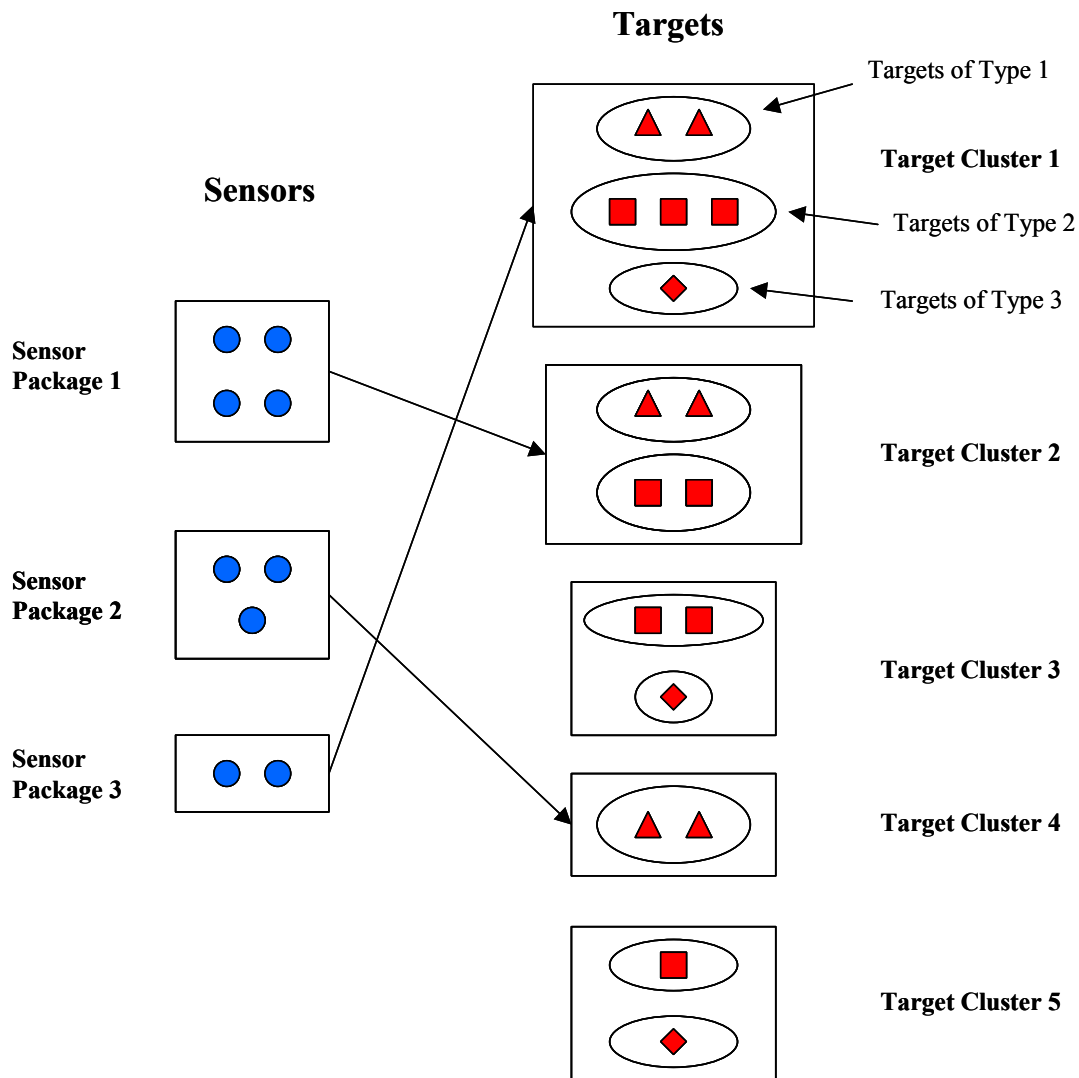 Targets
Targets of Type 1
Target Cluster 1
Sensors
Targets of Type 2
Targets of Type 3
Sensor
Package 1
Target Cluster 2
Sensor
Package 2
Target Cluster 3
Sensor
Package 3
Target Cluster 4
Target Cluster 5